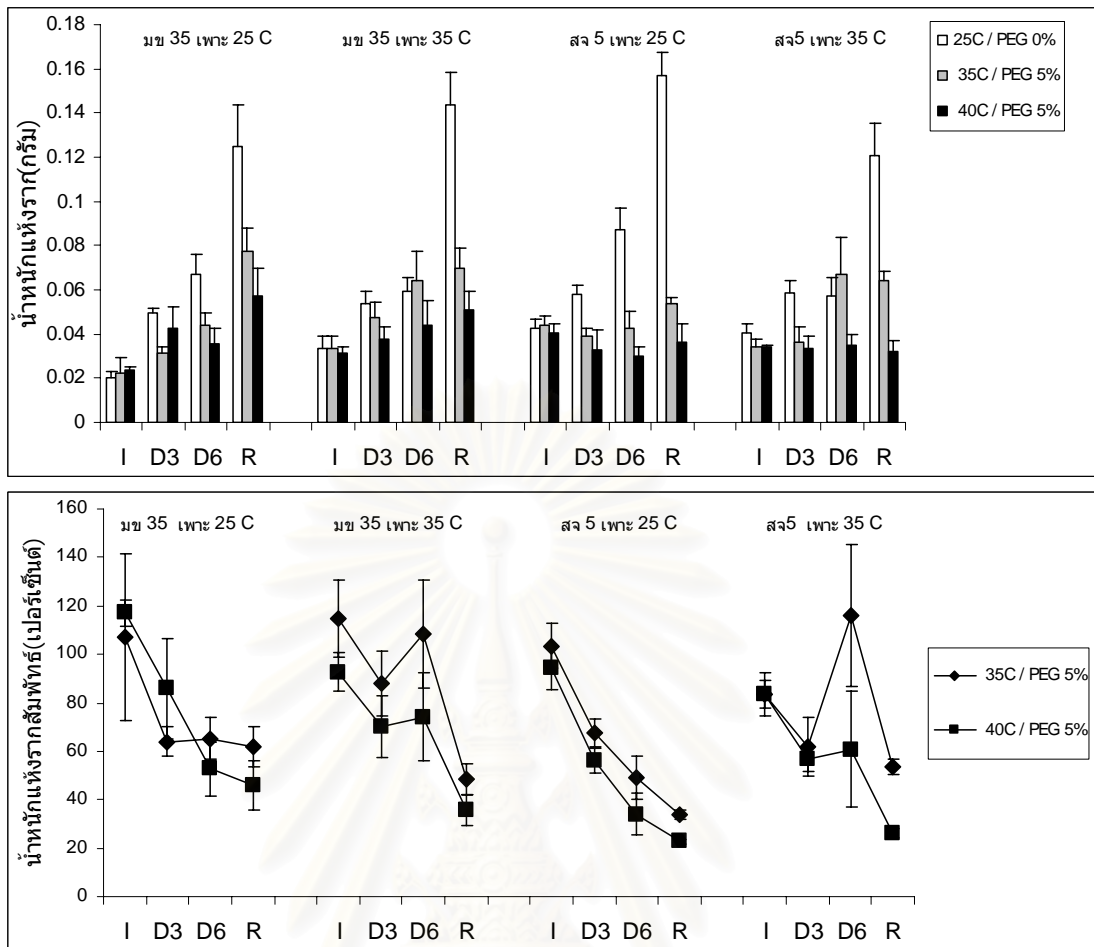 0.18
0.16
0.14
0.12
0.1
0.08
0.06
0.04
0.02
0
น้ำหนักแห้งราก(กรัม)
มข 35 เพาะ 25 C
มข 35 เพาะ 35 C
สจ 5 เพาะ 25 C
สจ5 เพาะ 35 C
25C / PEG 0%
35C / PEG 5%
40C / PEG 5%
I D3 D6 R I D3 D6 R I D3 D6 R I D3 D6 R
160
140
120
100
80
60
40
20
0
น้ำหนักแห้งรากสัมพัทธ์(เปอร์เซ็นต์)
มข 35 เพาะ 25 C
มข 35 เพาะ 35 C
สจ 5 เพาะ 25 C
สจ5 เพาะ 35 C
35C / PEG 5%
40C / PEG 5%
I D3 D6 R I D3 D6 R I D3 D6 R I D3 D6 R